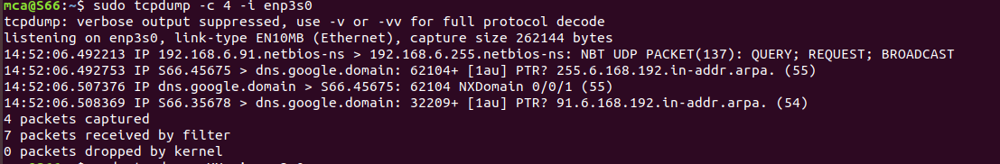 mca@S66:~$ sudo tcpdump -c 4 -i enp3s0
tcpdump: verbose output suppressed, use -v or -vv for full protocol decode
listening on enp3s0, link-type EN10MB (Ethernet), capture size 262144 bytes
14:52:06.492213 IP 192.168.6.91.netbios-ns > 192.168.6.255.netbios-ns: NBT UDP PACKET(137): QUERY; REQUEST; BROADCAST
14:52:06.492753 IP S66.45675 > dns.google.domain: 62104+ [1au] PTR? 255.6.168.192.in-addr.arpa. (55)
14:52:06.507376 IP dns.google.domain > S66.45675: 62104 NXDomain 0/0/1 (55)
14:52:06.508369 IP S66.35678 > dns.google.domain: 32209+ [1au] PTR? 91.6.168.192.in-addr.arpa. (54)
4 packets captured
7 packets received by filter
0 packets dropped by kernel